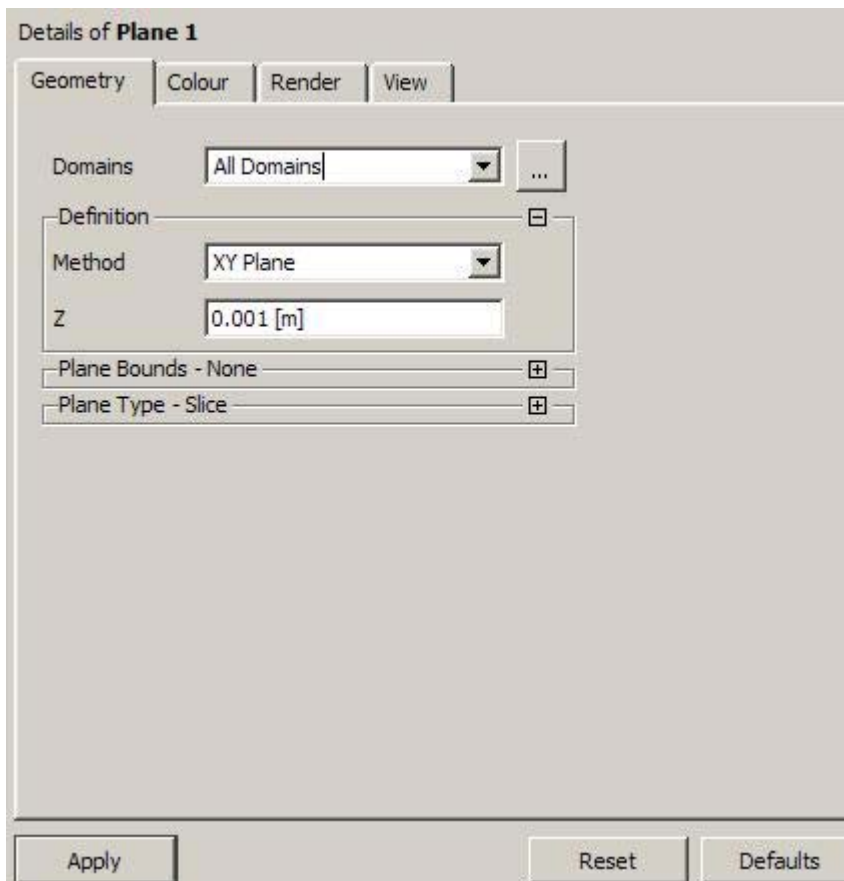 Details of Plane 1
Geometry Colour Render View
Domains All Domains ...
Definition
Method XY Plane
Z 0.001 [m]
Plane Bounds - None
Plane Type - Slice
Apply Reset Defaults